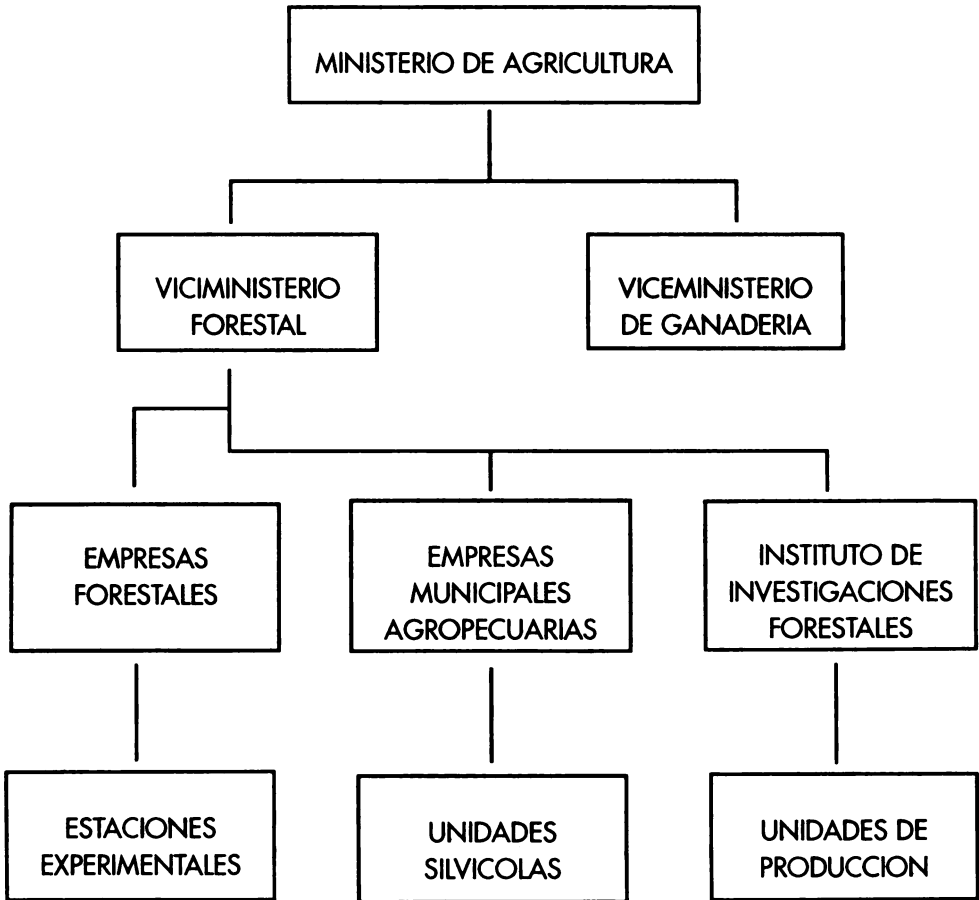 MINISTERIO DE AGRICULTURA
VICIMINISTERIO
FORESTAL
VICEMINISTERIO
DE GANADERIA
EMPRESAS
FORESTALES
EMPRESAS
MUNICIPALES
AGROPECUARIAS
INSTITUTO DE
INVESTIGACIONES
FORESTALES
ESTACIONES
EXPERIMENTALES
UNIDADES
SILVICOLAS
UNIDADES DE
PRODUCCION